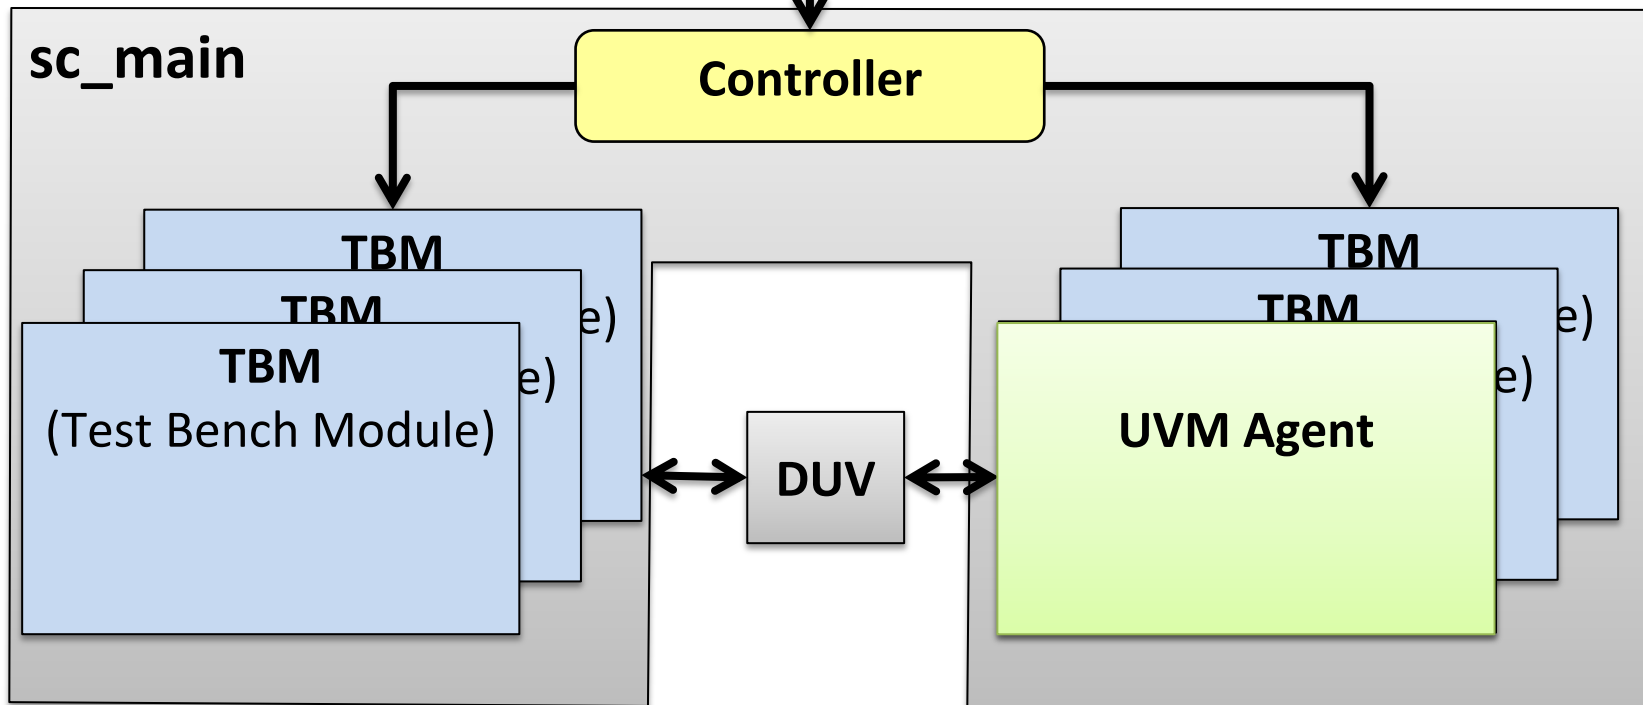 sc_main
Controller
TBM
TBM
e)
TBM
e)
(Test Bench Module)
DUV
TBM
TBM
e)
e)
UVM Agent